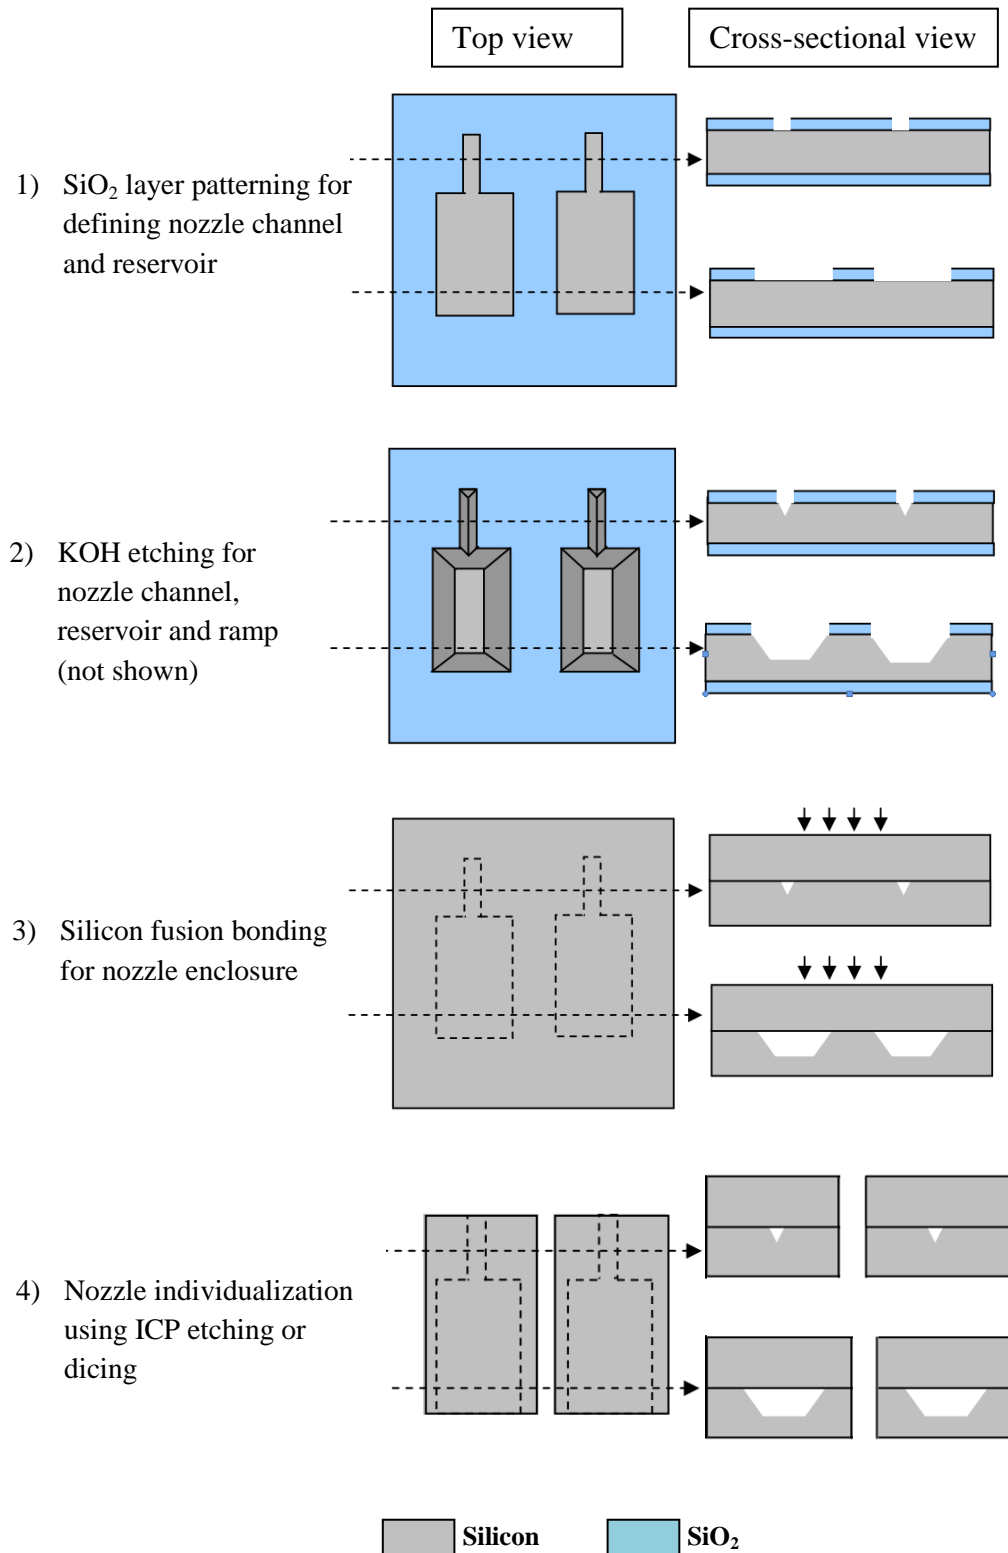 Top view
Cross-sectional view
1) SiO₂ layer patterning for
defining nozzle channel
and reservoir
2) KOH etching for
nozzle channel,
reservoir and ramp
(not shown)
3) Silicon fusion bonding
for nozzle enclosure
4) Nozzle individualization
using ICP etching or
dicing
Silicon
SiO₂